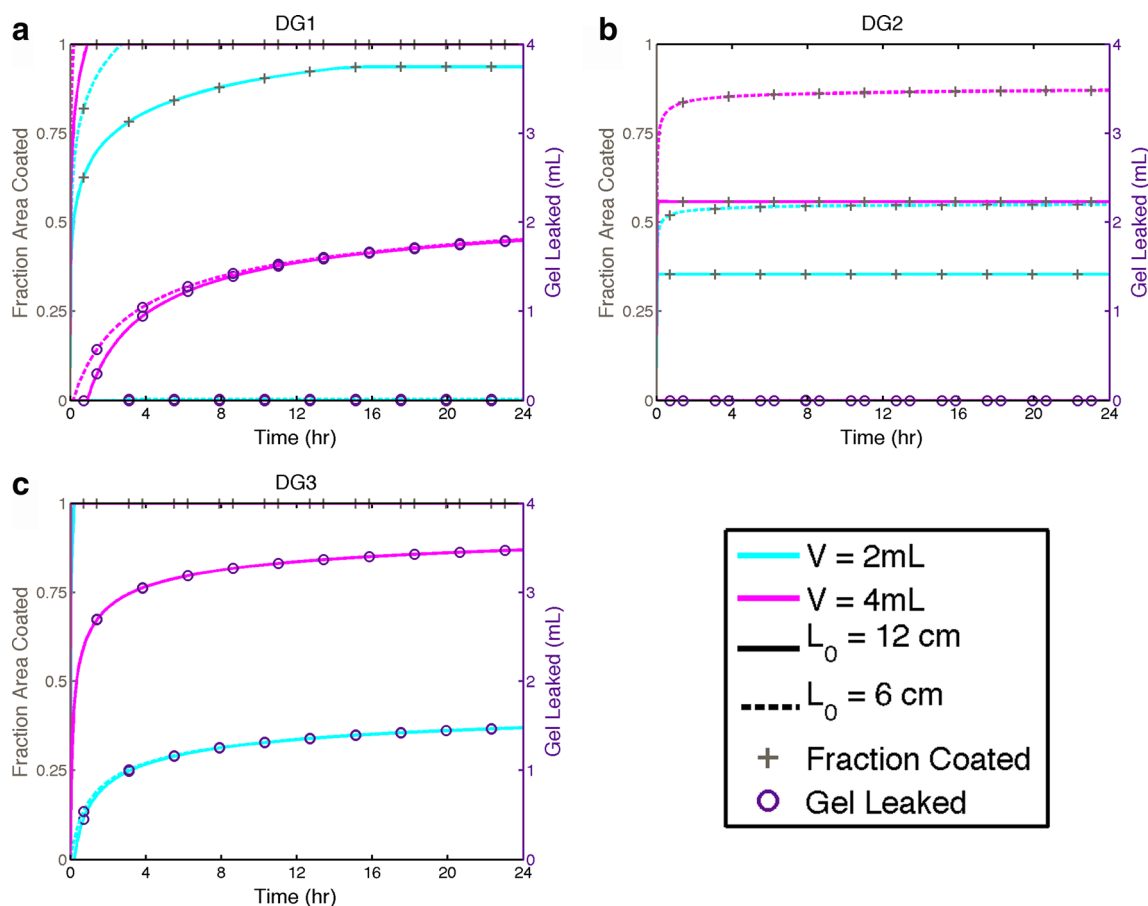 a
DG1
1
0.75
0.5
0.25
0
Fraction Area Coated
4
3
2
1
0
Gel Leaked (mL)
0 4 8 12 16 20 24
Time (hr)
b
DG2
1
0.75
0.5
0.25
0
Fraction Area Coated
4
3
2
1
0
Gel Leaked (mL)
0 4 8 12 16 20 24
Time (hr)
c
DG3
1
0.75
0.5
0.25
0
Fraction Area Coated
4
3
2
1
0
Gel Leaked (mL)
0 4 8 12 16 20 24
Time (hr)
V = 2mL
V = 4mL
L0 = 12 cm
L0 = 6 cm
Fraction Coated
Gel Leaked